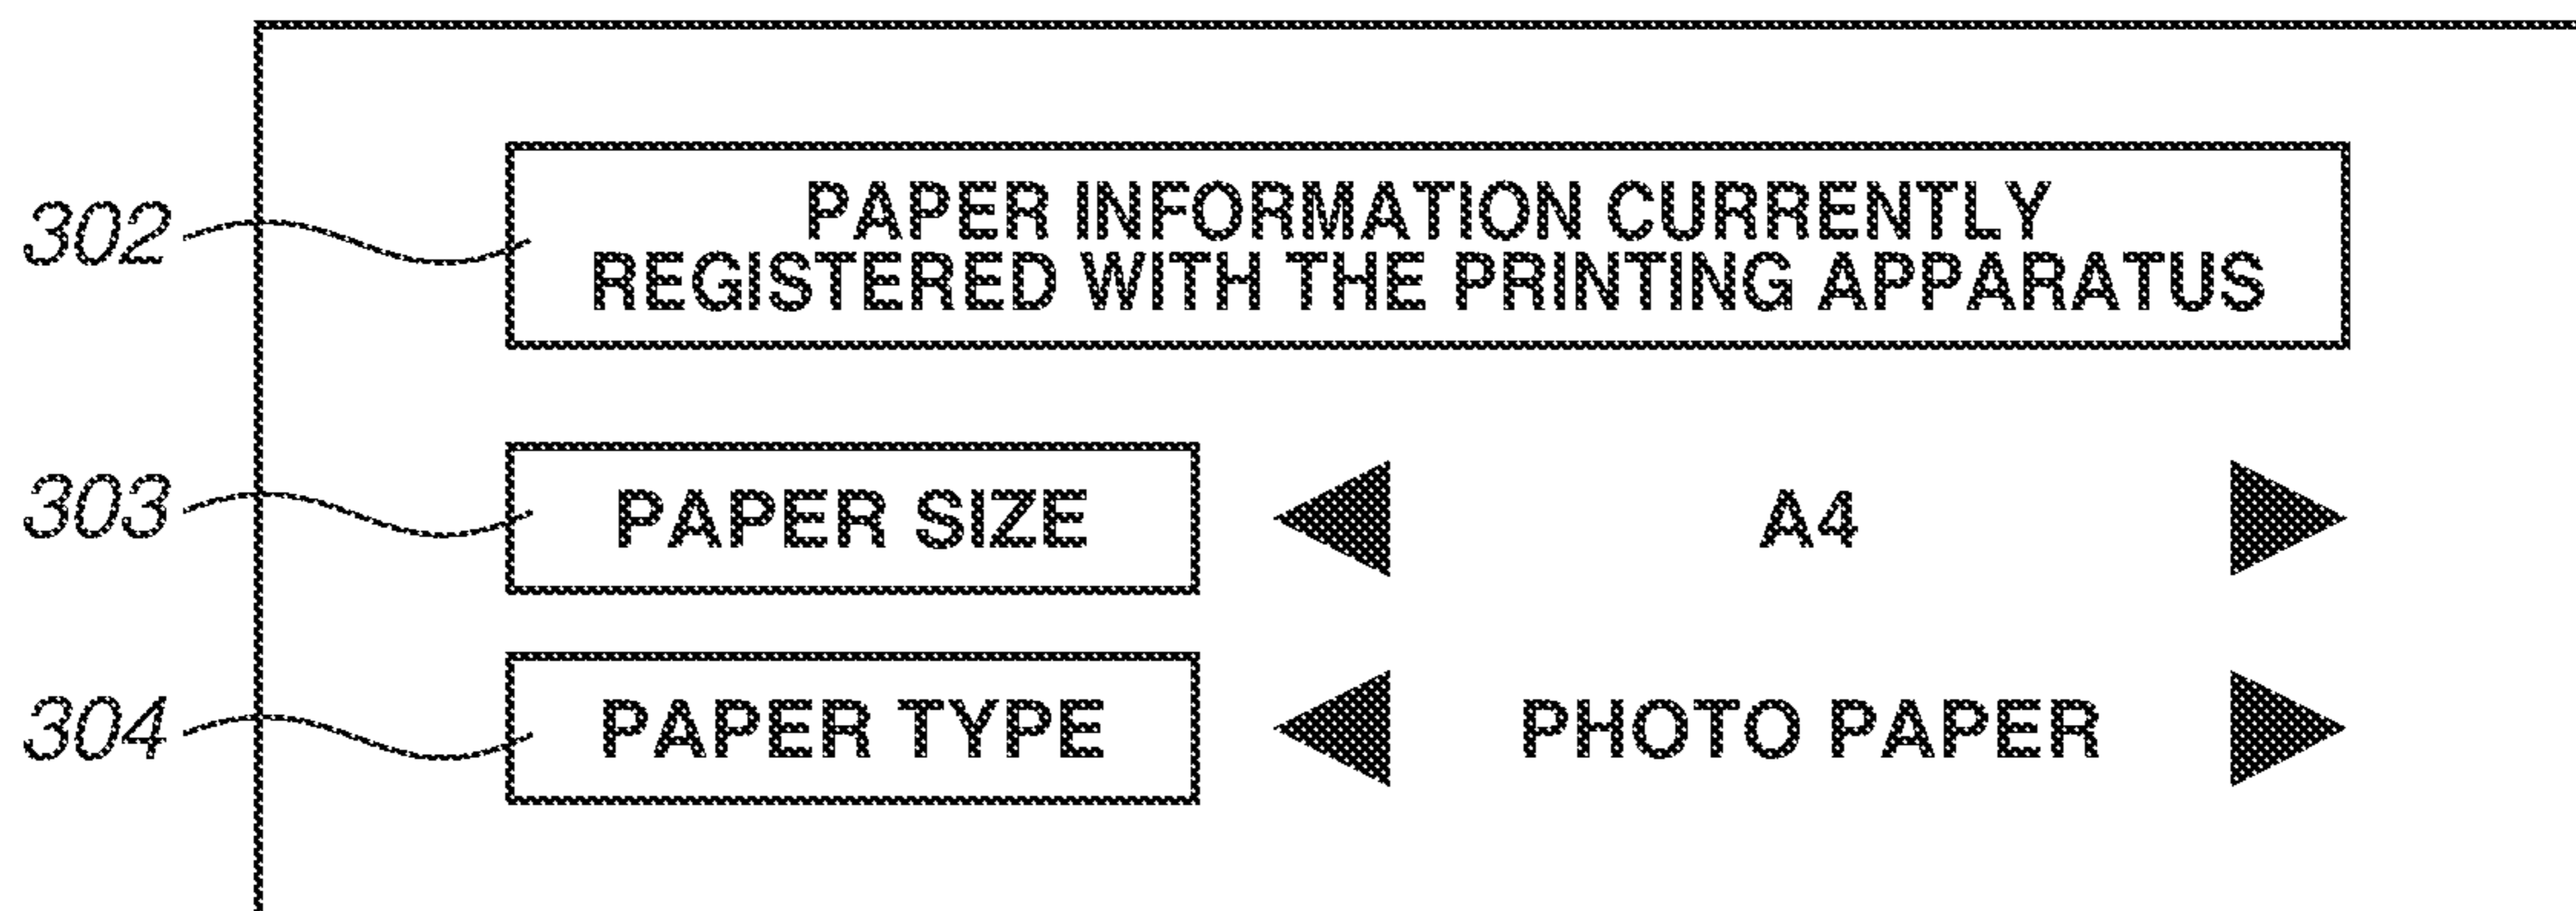 302
PAPER INFORMATION CURRENTLY
REGISTERED WITH THE PRINTING APPARATUS
303
PAPER SIZE
A4
304
PAPER TYPE
PHOTO PAPER